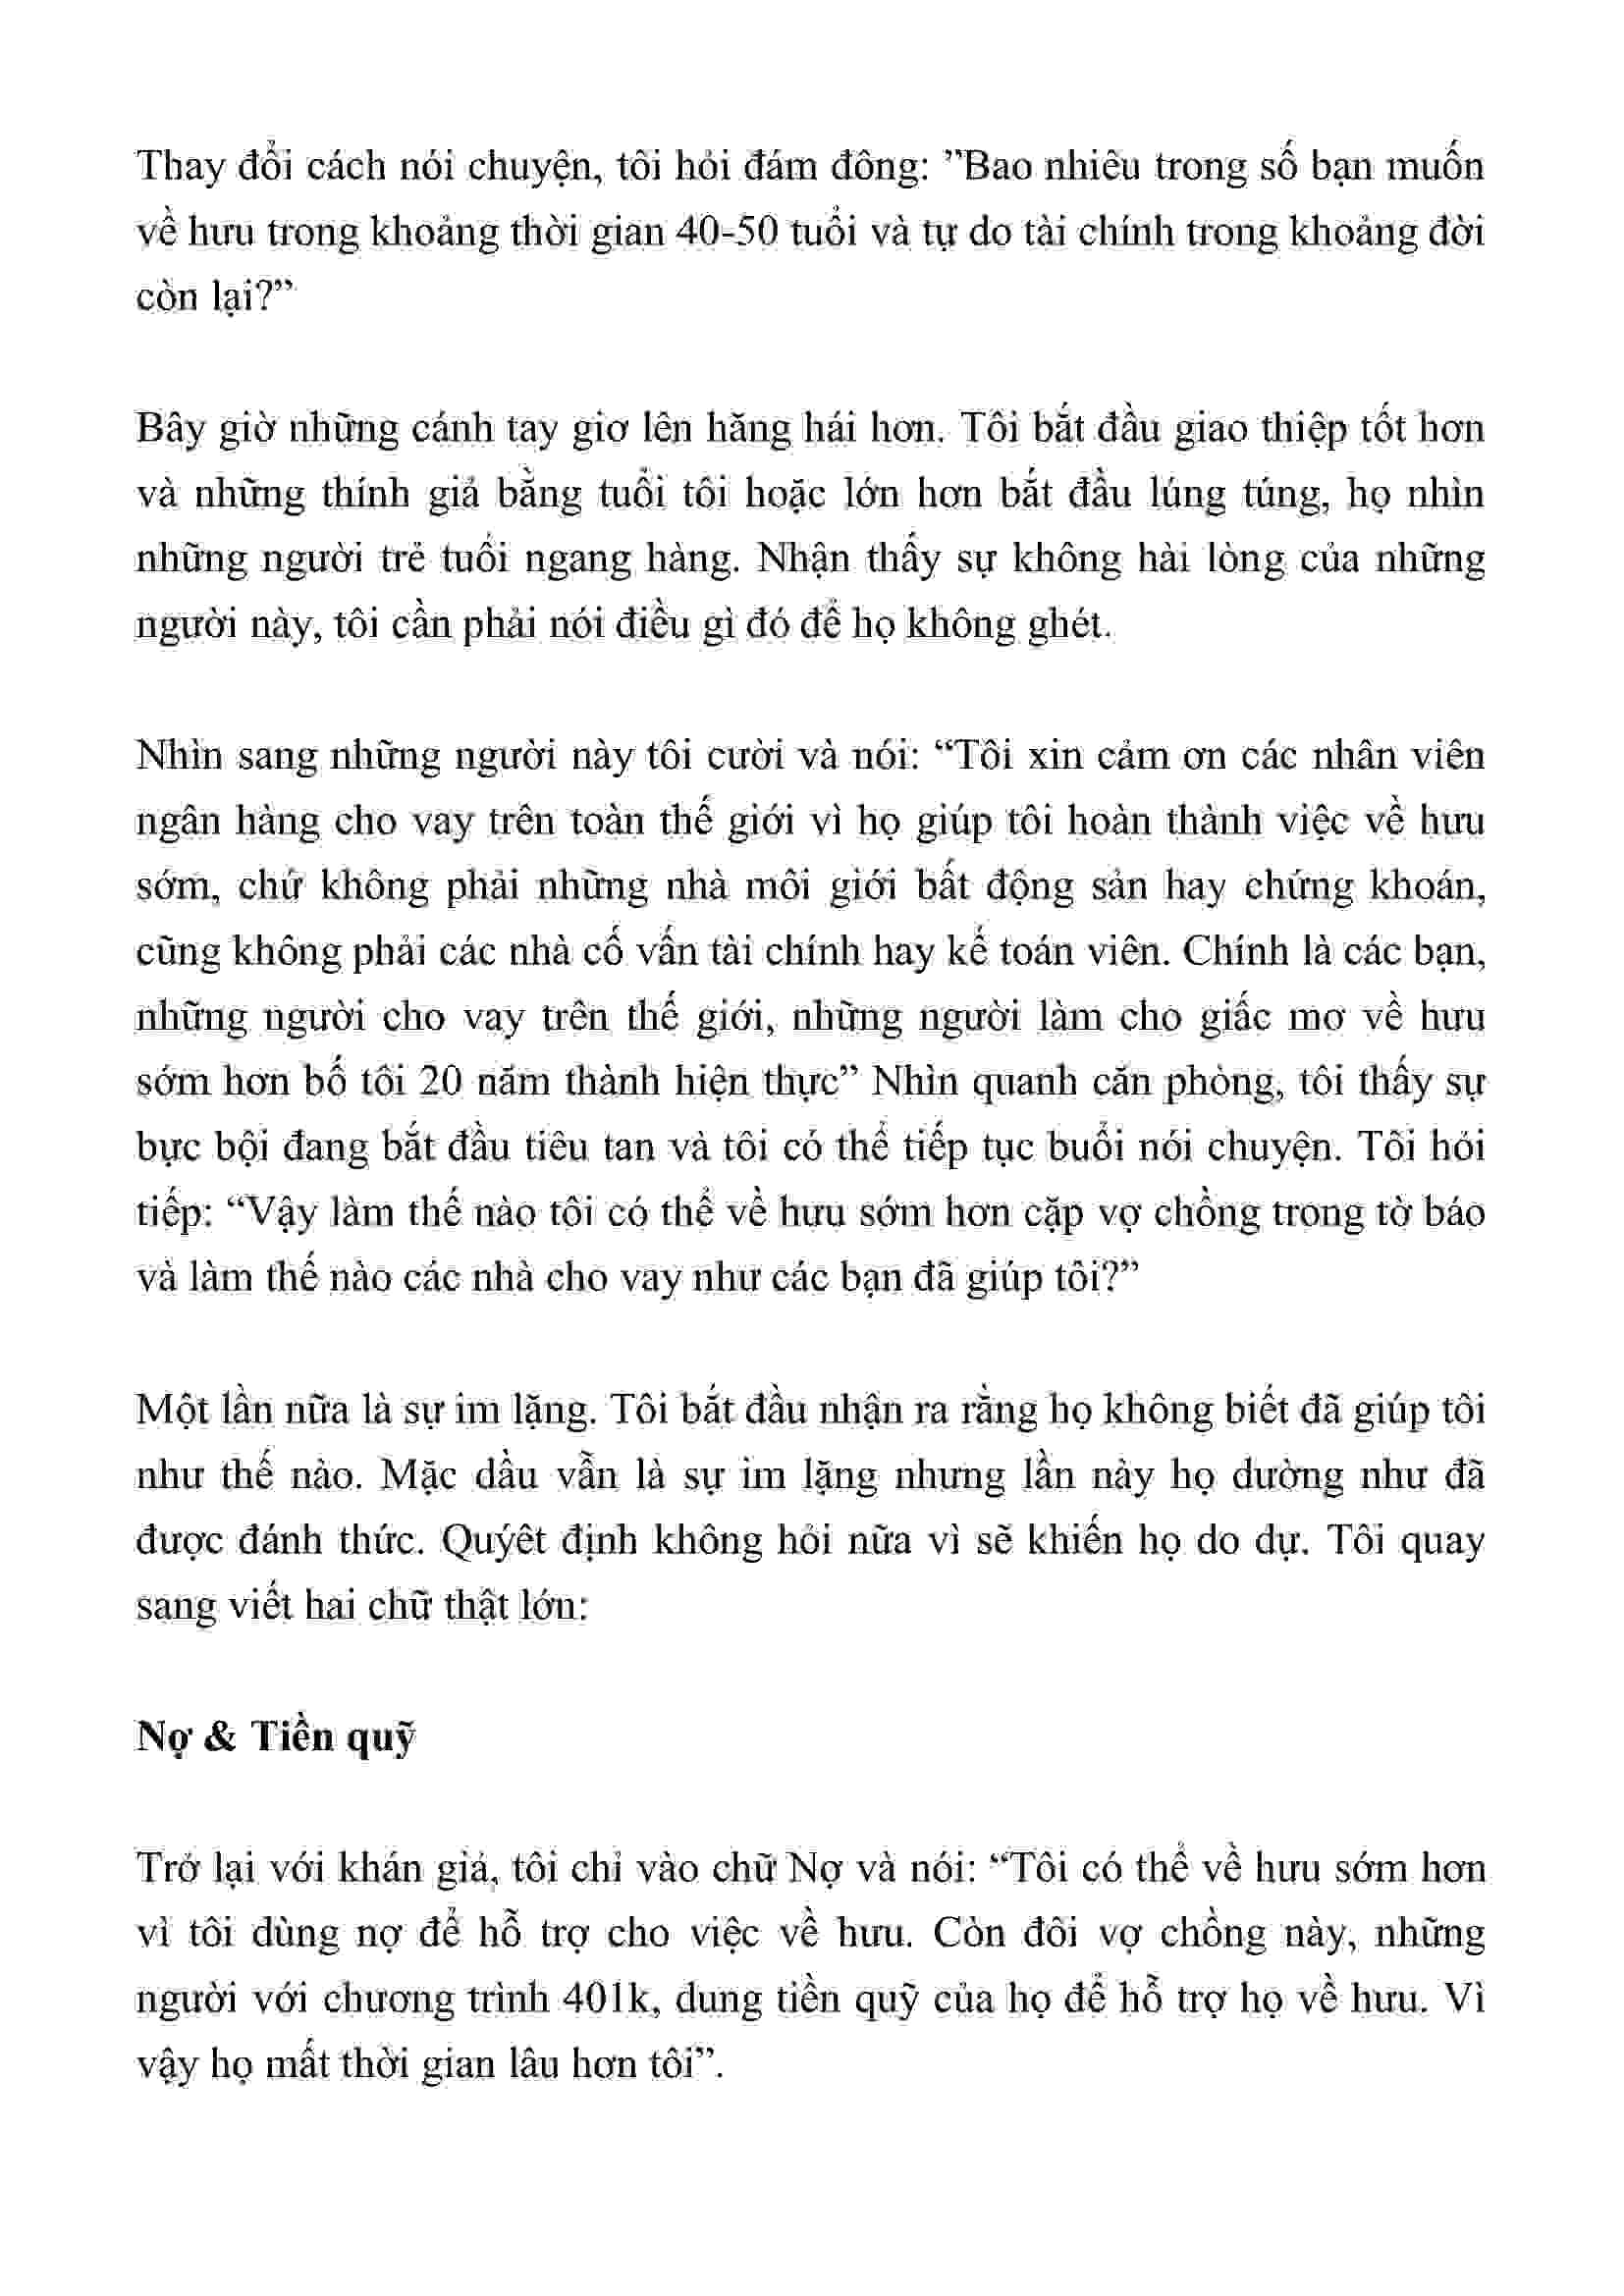 Thay đổi cách nói chuyện, tôi hỏi đám đông: ”Bao nhiêu trong số bạn muốn
về hưu trong khoảng thời gian 40-50 tuổi và tự do tài chính trong khoảng đời
còn lại?”
Bây giờ những cánh tay giơ lên hăng hái hơn. Tôi bắt đầu giao thiệp tốt hơn
và những thính giả bằng tuổi tôi hoặc lớn hơn bắt đầu lúng túng, họ nhìn
những người trẻ tuổi ngang hàng. Nhận thấy sự không hài lòng của những
người này, tôi cần phải nói điều gì đó để họ không ghét.
Nhìn sang những người này tôi cười và nói: “Tôi xin cảm ơn các nhân viên
ngân hàng cho vay trên toàn thế giới vì họ giúp tôi hoàn thành việc về hưu
sớm, chứ không phải những nhà môi giới bất động sản hay chứng khoán,
cũng không phải các nhà cố vấn tài chính hay kế toán viên. Chính là các bạn,
những người cho vay trên thế giới, những người làm cho giấc mơ về hưu
sớm hơn bố tôi 20 năm thành hiện thực” Nhìn quanh căn phòng, tôi thấy sự
bực bội đang bắt đầu tiêu tan và tôi có thể tiếp tục buổi nói chuyện. Tôi hỏi
tiếp: “Vậy làm thế nào tôi có thể về hưu sớm hơn cặp vợ chồng trong tờ báo
và làm thế nào các nhà cho vay như các bạn đã giúp tôi?”
Một lần nữa là sự im lặng. Tôi bắt đầu nhận ra rằng họ không biết đã giúp tôi
như thế nào. Mặc dầu vẫn là sự im lặng nhưng lần này họ dường như đã
được đánh thức. Quýêt định không hỏi nữa vì sẽ khiến họ do dự. Tôi quay
sang viết hai chữ thật lớn:
Nợ & Tiền quỹ
Trở lại với khán giả, tôi chỉ vào chữ Nợ và nói: “Tôi có thể về hưu sớm hơn
vì tôi dùng nợ để hỗ trợ cho việc về hưu. Còn đôi vợ chồng này, những
người với chương trình 401k, dung tiền quỹ của họ để hỗ trợ họ về hưu. Vì
vậy họ mất thời gian lâu hơn tôi”.